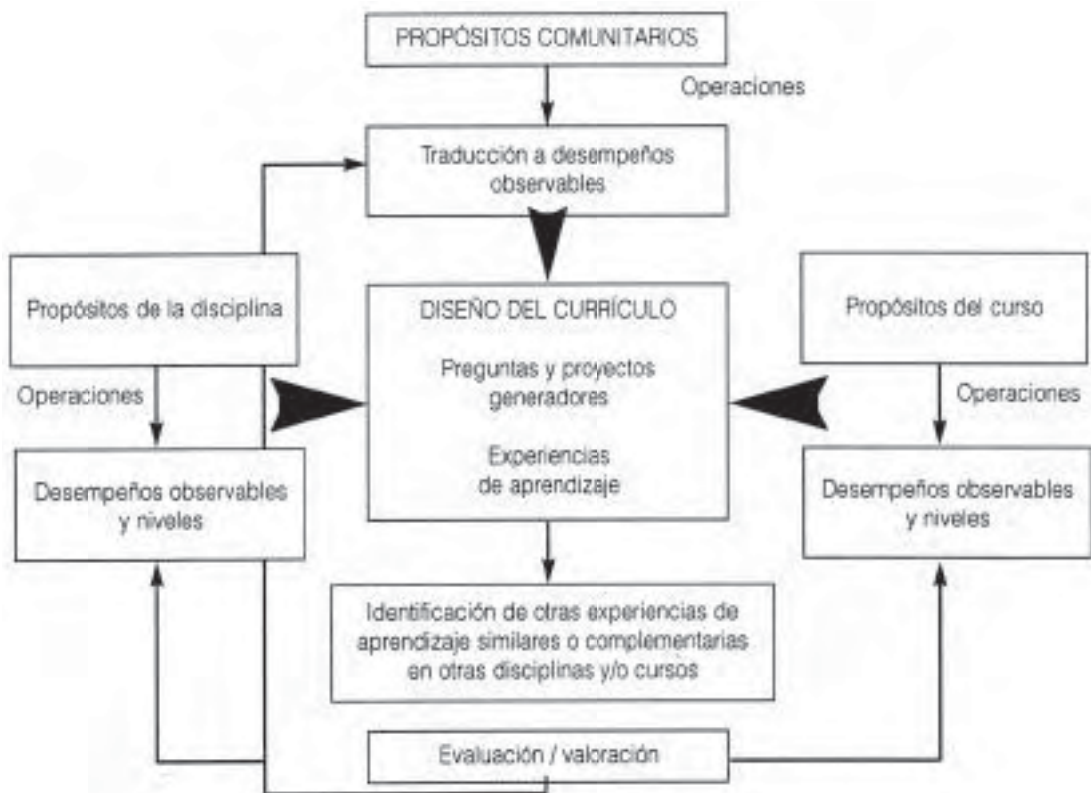 PROPÓSITOS COMUNITARIOS
Operaciones
Traducción a desempeños
observables
Propósitos de la disciplina
Operaciones
Desempeños observables
y niveles
DISEÑO DEL CURRÍCULO
Preguntas y proyectos
generadores
Experiencias
de aprendizaje
Propósitos del curso
Operaciones
Desempeños observables
y niveles
Identificación de otras experiencias de
aprendizaje similares o complementarias
en otras disciplinas y/o cursos
Evaluación / valoración